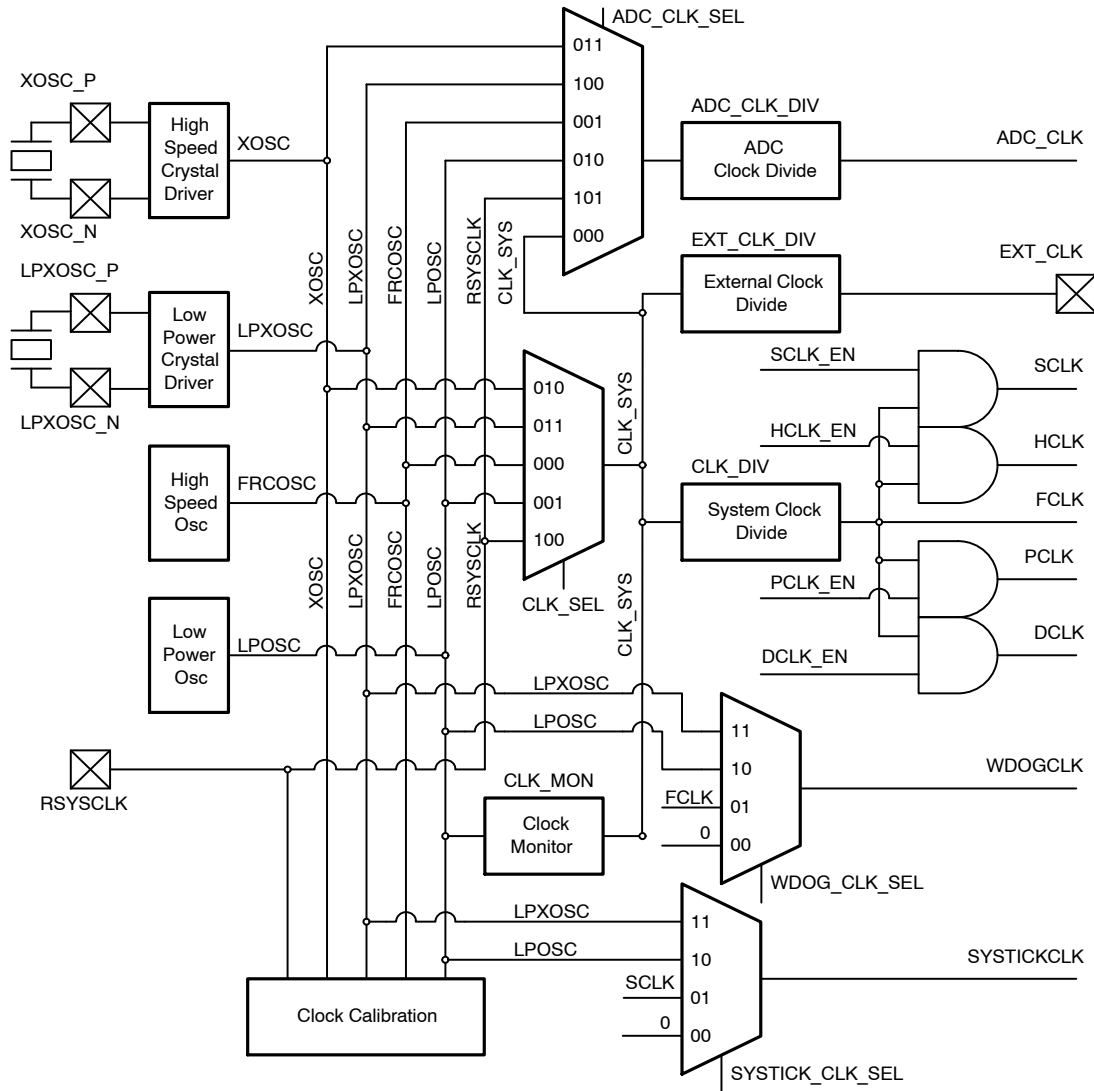 ADC_CLK_SEL
011
XOSC_P
100
ADC_CLK_DIV
High
Speed
Crystal
Driver
XOSC
001
ADC
Clock Divide
ADC_CLK
010
101
XOSC_N
000
LPXOSC_P
XOSC
LPXOSC
FRCOSC
LPOSC
RSYSCLK
CLK_SYS
EXT_CLK_DIV
EXT_CLK
External Clock
Divide
Low
Power
Crystal
Driver
LPXOSC
LPXOSC_N
010
011
000
001
100
CLK_SYS
SCLK_EN
SCLK
HCLK_EN
HCLK
High
Speed
Osc
FRCOSC
CLK_DIV
System Clock
Divide
FCLK
XOSC
LPXOSC
FRCOSC
LPOSC
RSYSCLK
CLK_SEL
CLK_SYS
PCLK_EN
PCLK
Low
Power
Osc
LPOSC
DCLK_EN
DCLK
LPXOSC
11
LPOSC
10
WDOGCLK
RSYSCLK
CLK_MON
Clock
Monitor
FCLK
01
0
00
WDOG_CLK_SEL
LPXOSC
11
LPOSC
10
SYSTICKCLK
SCLK
01
0
00
Clock Calibration
SYSTICK_CLK_SEL